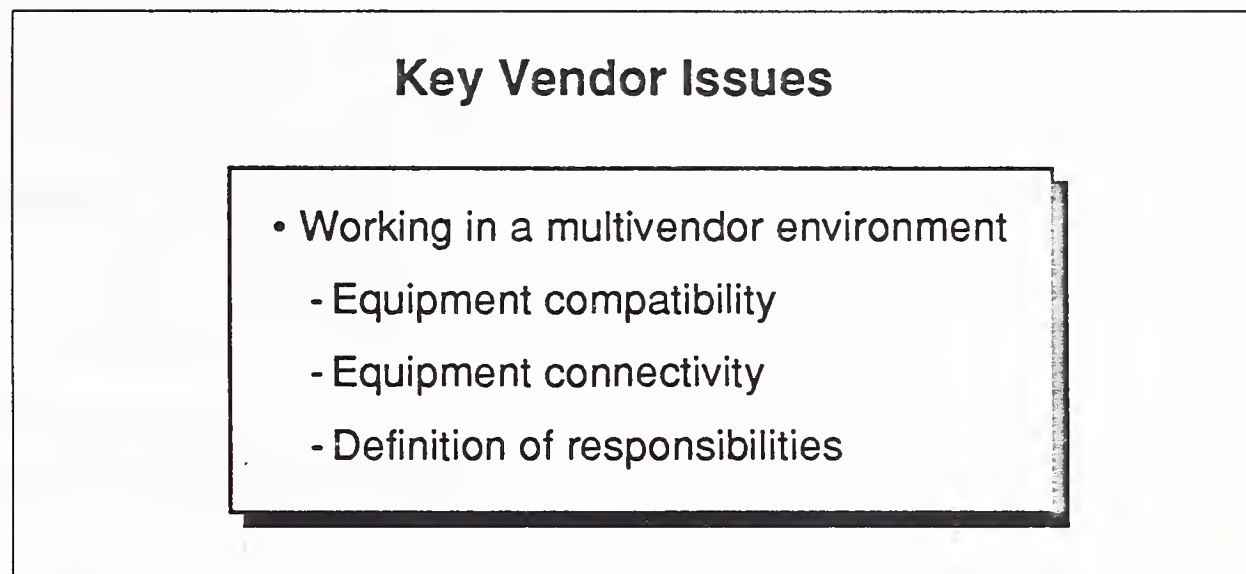 Key Vendor Issues
• Working in a multivendor environment
- Equipment compatibility
- Equipment connectivity
- Definition of responsibilities